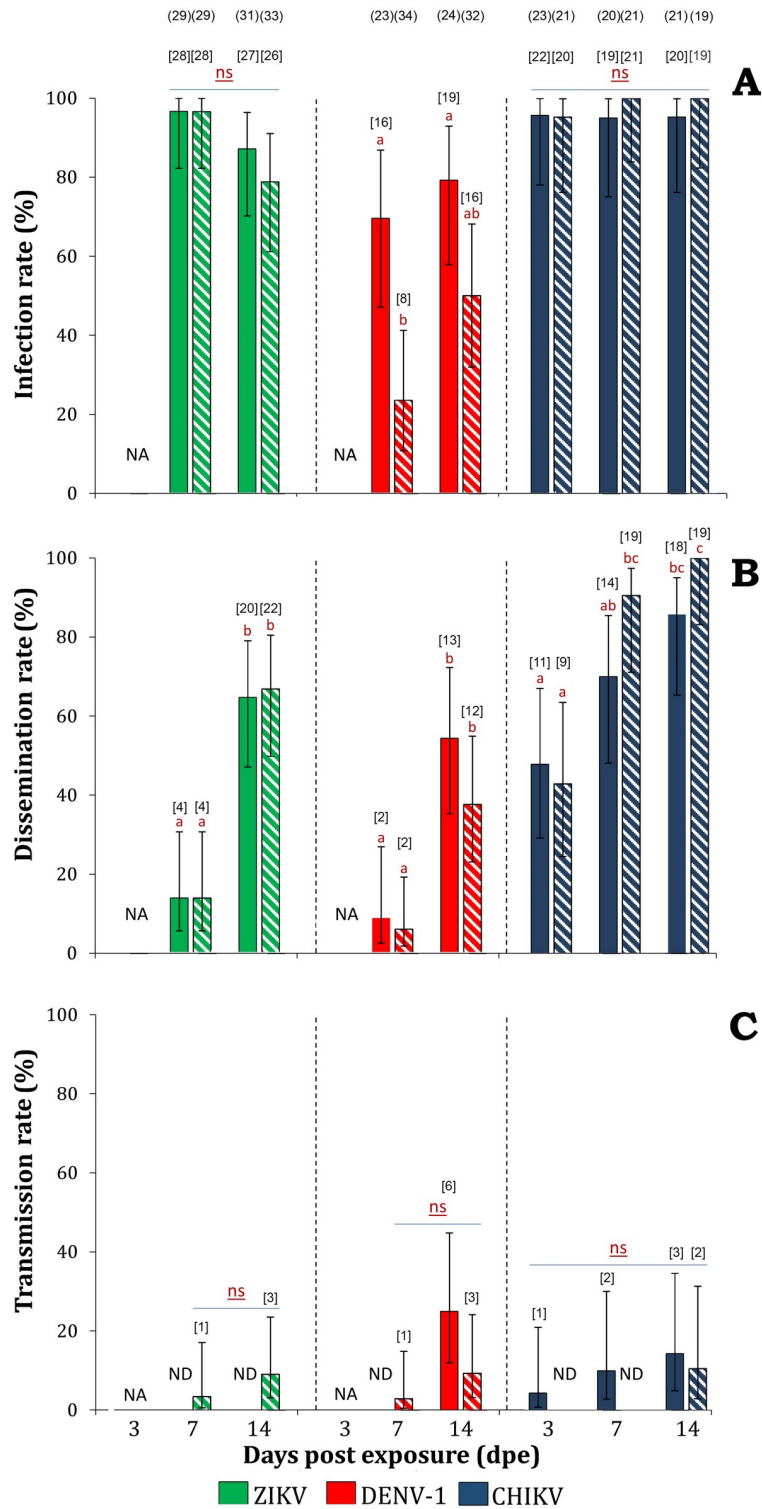 (29)(29) (31)(33) (23)(34) (24)(32) (23)(21) (20)(21) (21)(19)
[28][28] [27][26] [22][20] [19][21] [20][19]
ns ns
A
Infection rate (%)
100
80
60
40
20
0
[16] [19]
a a
[16]
ab
[8]
b
NA NA
B
Dissemination rate (%)
100
80
60
40
20
0
[19] [19]
bc c
[18]
bc
[14]
ab
[20][22]
b b
[13]
b
[12]
b
[11] [9]
a a
[4] [4]
a a
[2] [2]
a a
NA NA
C
Transmission rate (%)
100
80
60
40
20
0
[6]
ns
ns
ns
[3] [2]
[2]
[3] [3]
[1] [1] [1]
ND ND ND ND ND
NA NA
3 7 14 3 7 14 3 7 14
Days post exposure (dpe)
ZIKV DENV-1 CHIKV